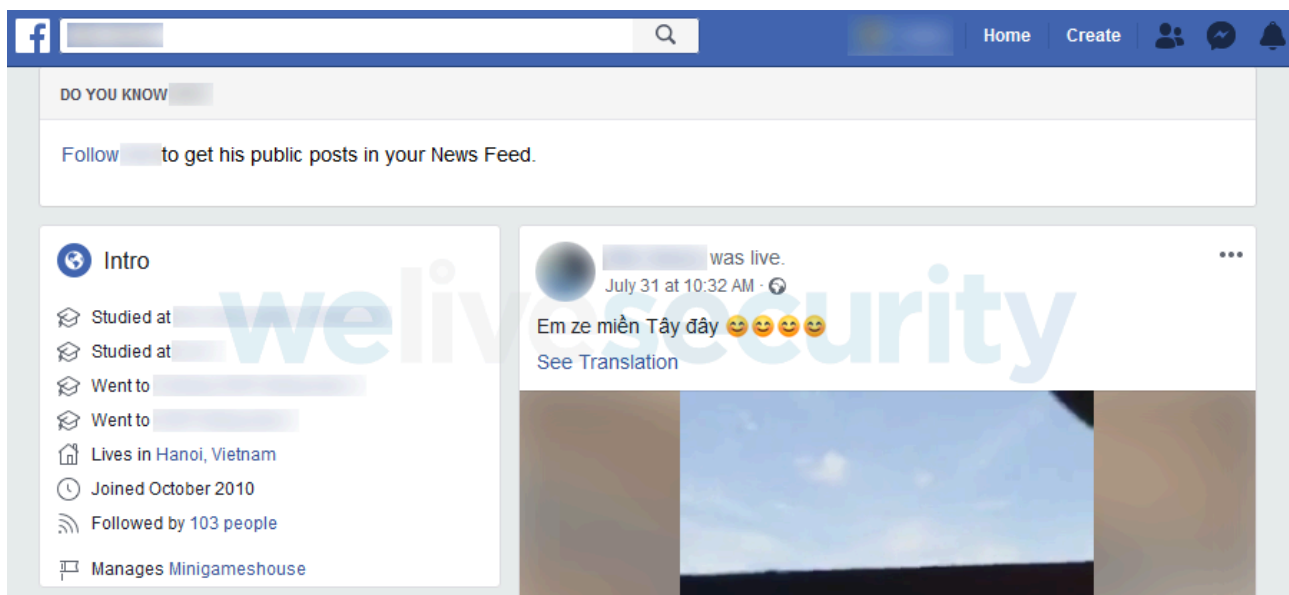 f
Home Create
DO YOU KNOW
Follow to get his public posts in your News Feed.
Intro
Studied at
Studied at
Went to
Went to
Lives in Hanoi, Vietnam
Joined October 2010
Followed by 103 people
Manages Minigameshouse
was live.
July 31 at 10:32 AM ·
Em ze miền Tây đây 😊😊😊😊
See Translation
welivesecurity